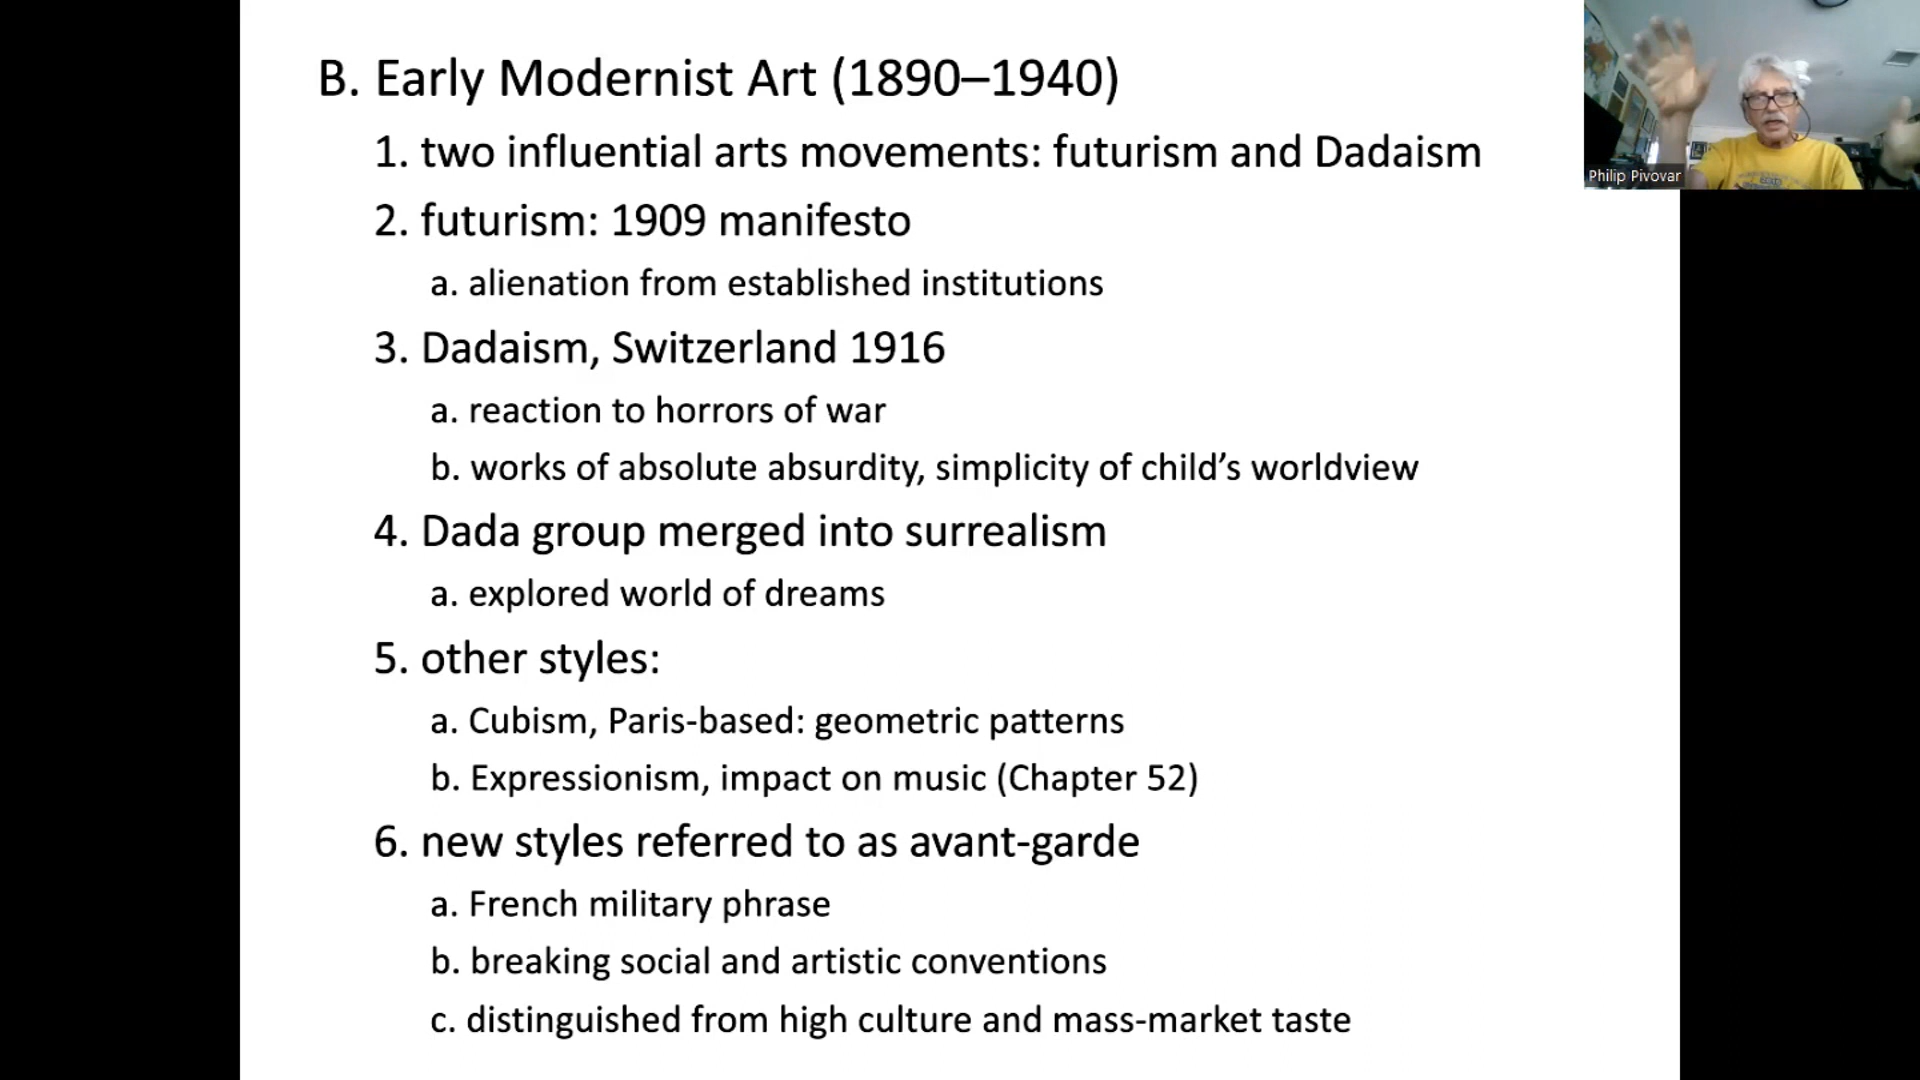 B. Early Modernist Art (1890–1940)
1. two influential arts movements: futurism and Dadaism
2. futurism: 1909 manifesto
a. alienation from established institutions
3. Dadaism, Switzerland 1916
a. reaction to horrors of war
b. works of absolute absurdity, simplicity of child’s worldview
4. Dada group merged into surrealism
a. explored world of dreams
5. other styles:
a. Cubism, Paris-based: geometric patterns
b. Expressionism, impact on music (Chapter 52)
6. new styles referred to as avant-garde
a. French military phrase
b. breaking social and artistic conventions
c. distinguished from high culture and mass-market taste
Philip Pivovar